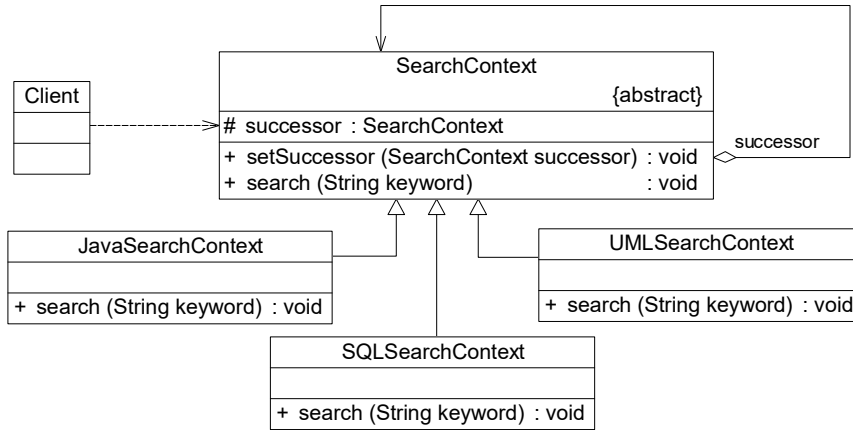 SearchContext
{abstract}
# successor : SearchContext
+ setSuccessor (SearchContext successor) : void
+ search (String keyword) : void
Client
successor
JavaSearchContext
+ search (String keyword) : void
UMLSearchContext
+ search (String keyword) : void
SQLSearchContext
+ search (String keyword) : void